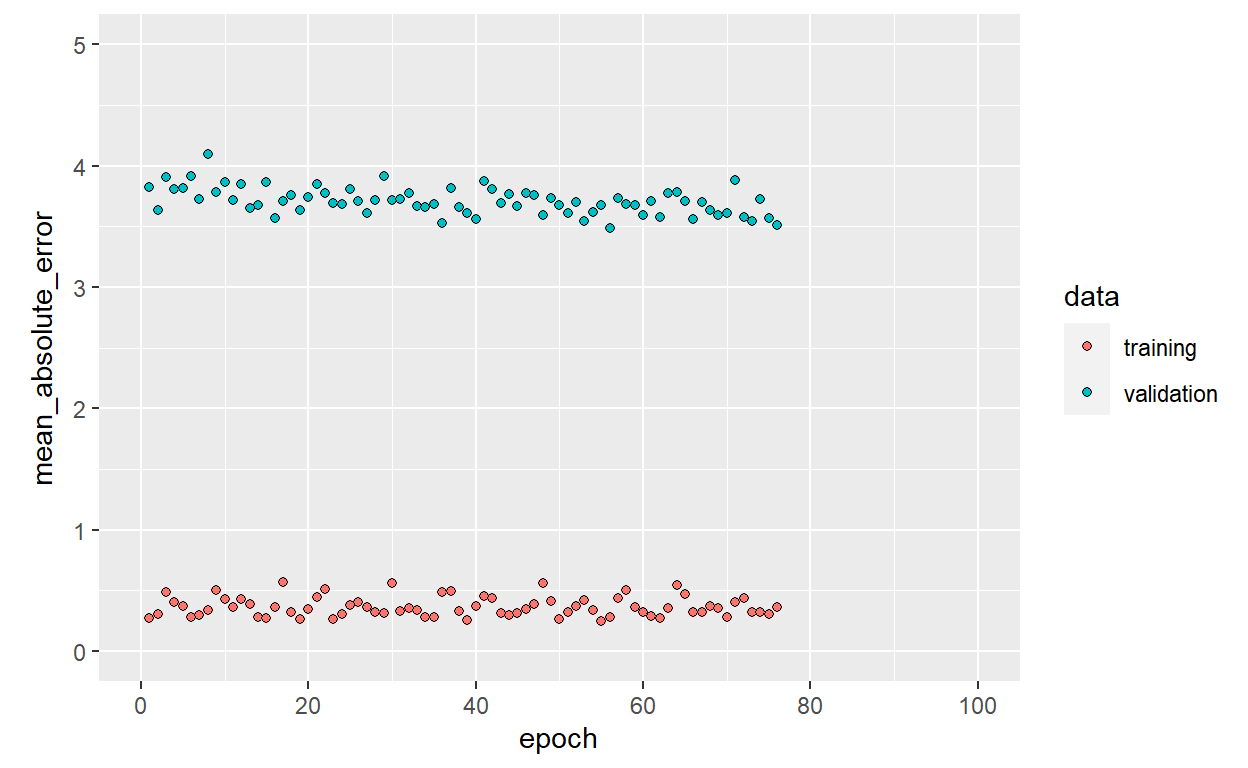 5
4
3
2
1
0
mean_absolute_error
0 20 40 60 80 100
epoch
data
training
validation